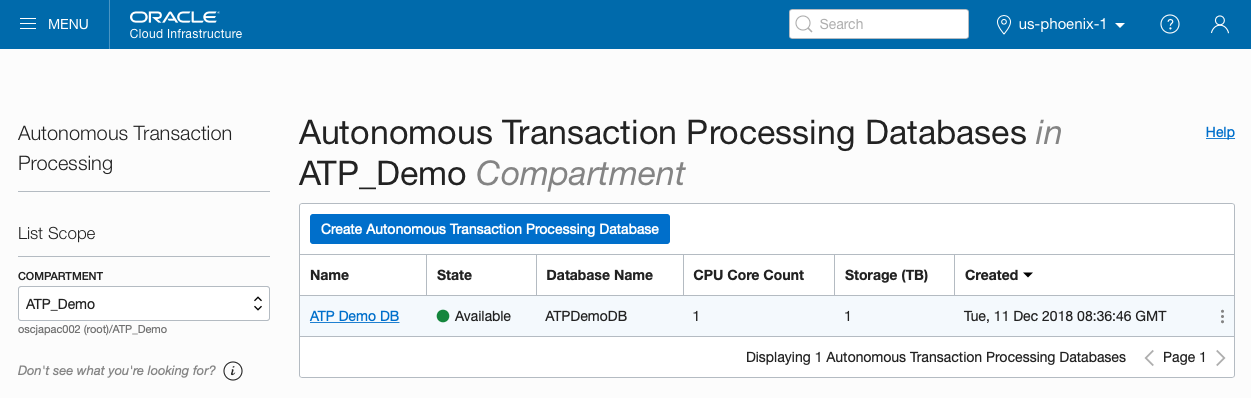 MENU
ORACLE
Cloud Infrastructure
Search
us-phoenix-1
Autonomous Transaction
Processing
List Scope
COMPARTMENT
ATP_Demo
oscjapac002 (root)/ATP_Demo
Don't see what you're looking for?
Autonomous Transaction Processing Databases in
ATP_Demo Compartment
Help
Create Autonomous Transaction Processing Database
Name State Database Name CPU Core Count Storage (TB) Created
ATP Demo DB Available ATPDemoDB 1 1 Tue, 11 Dec 2018 08:36:46 GMT
Displaying 1 Autonomous Transaction Processing Databases Page 1